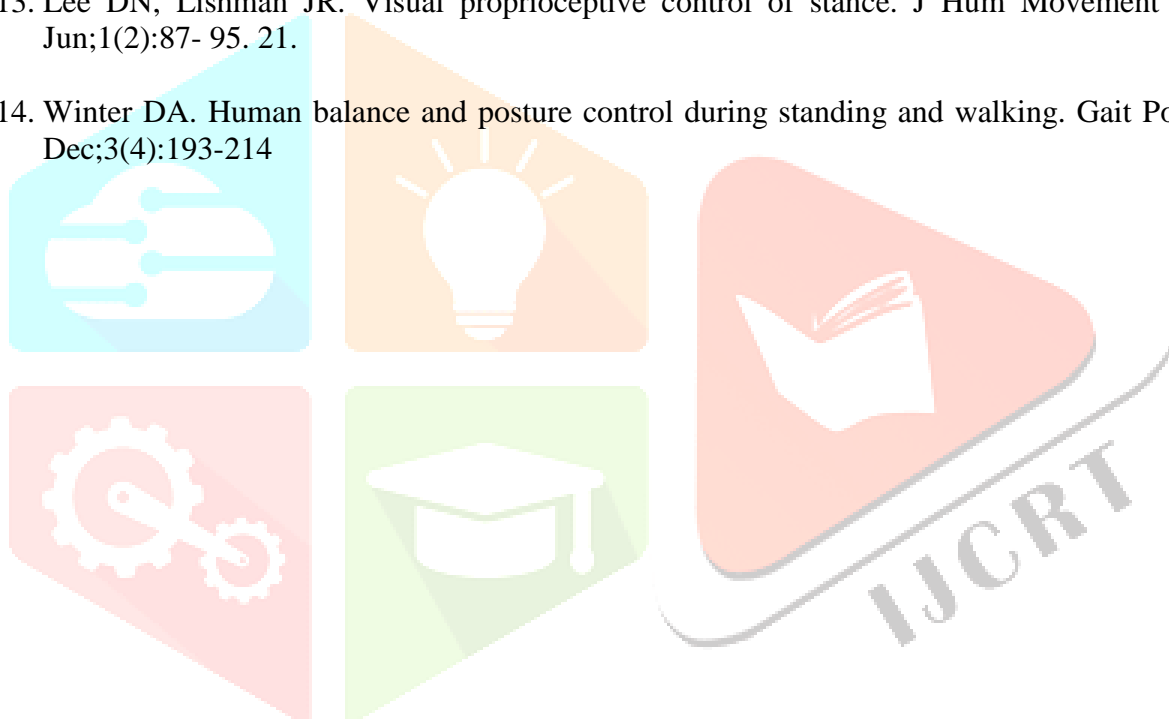 13. Lee DN, Lishman JR. Visual proprioceptive control of stance. J Hum Movement
Jun;1(2):87- 95. 21.
14. Winter DA. Human balance and posture control during standing and walking. Gait
Dec;3(4):193-214
IJCRT